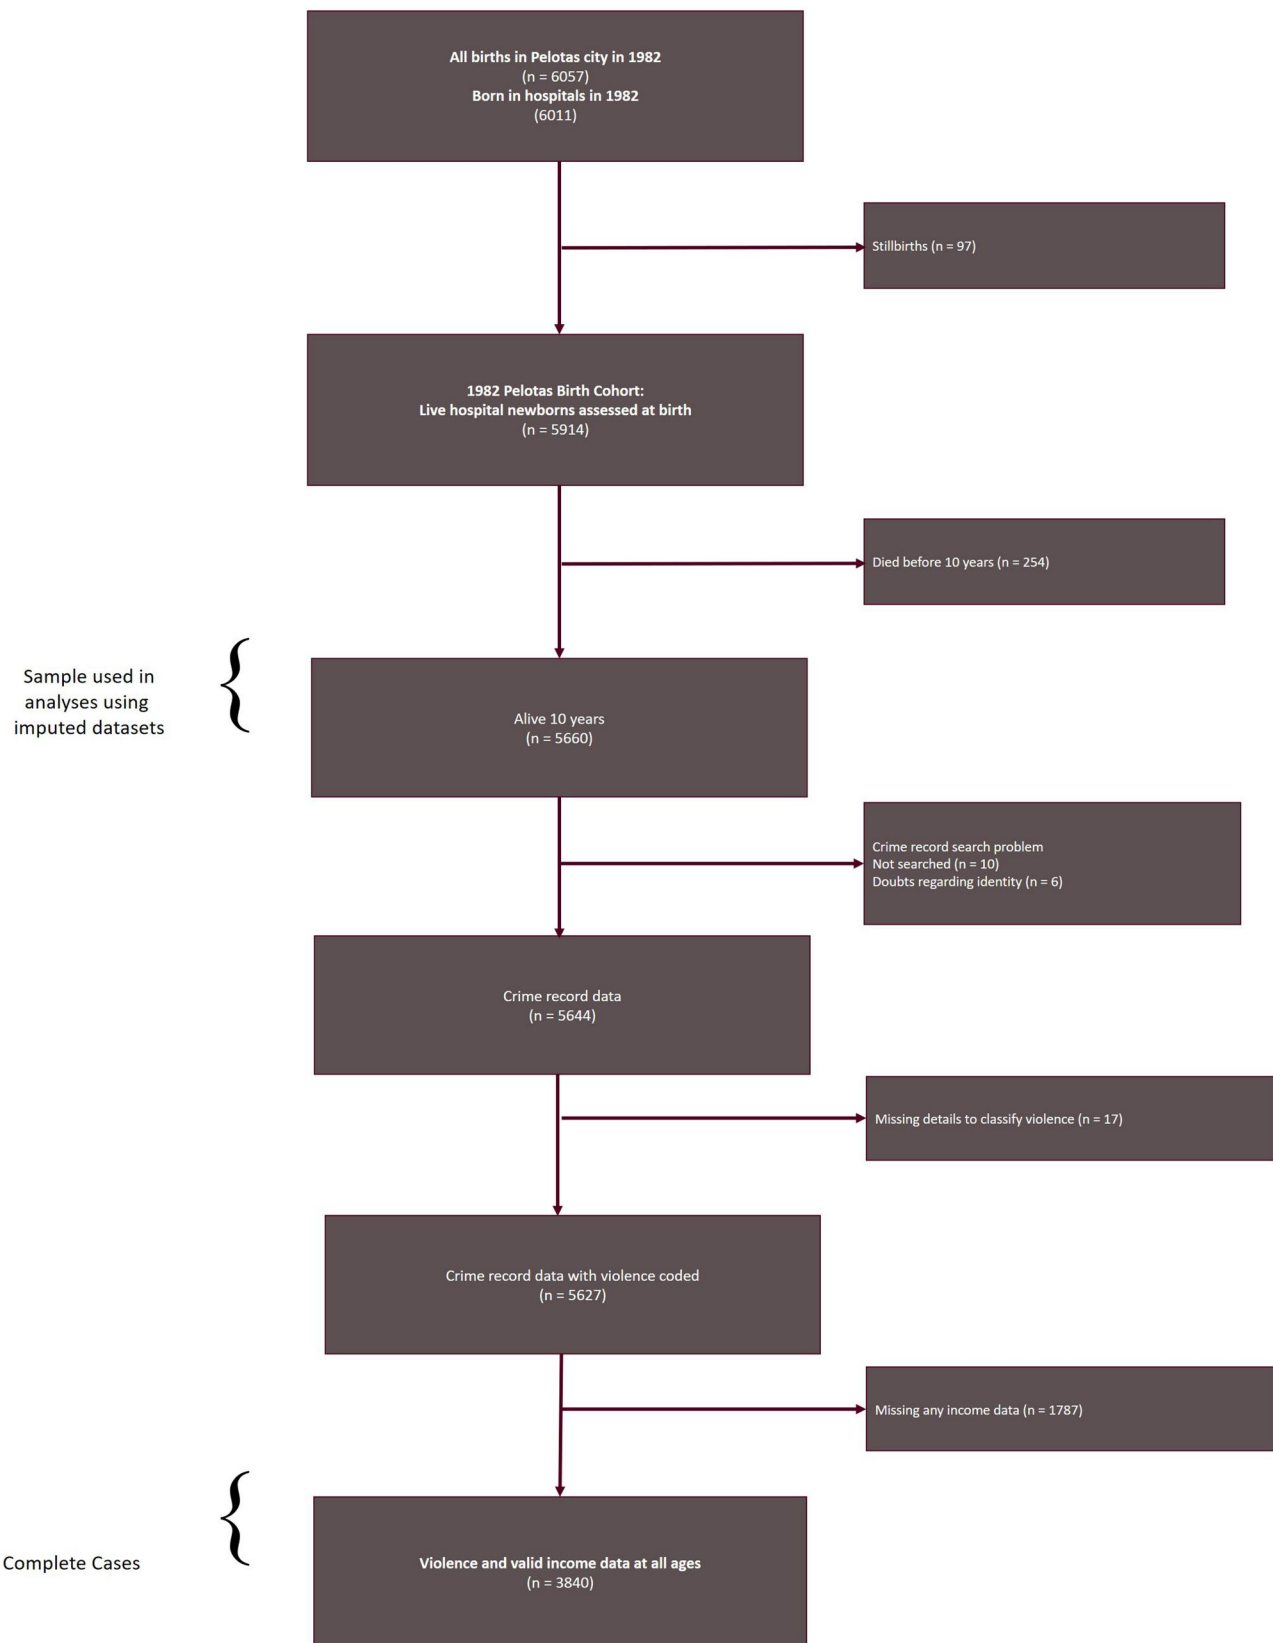 All births in Pelotas city in 1982
(n = 6057)
Born in hospitals in 1982
(6011)
Stillbirths (n = 97)
1982 Pelotas Birth Cohort:
Live hospital newborns assessed at birth
(n = 5914)
Died before 10 years (n = 254)
Sample used in
analyses using
imputed datasets
Alive 10 years
(n = 5660)
Crime record search problem
Not searched (n = 10)
Doubts regarding identity (n = 6)
Crime record data
(n = 5644)
Missing details to classify violence (n = 17)
Crime record data with violence coded
(n = 5627)
Missing any income data (n = 1787)
Complete Cases
Violence and valid income data at all ages
(n = 3840)